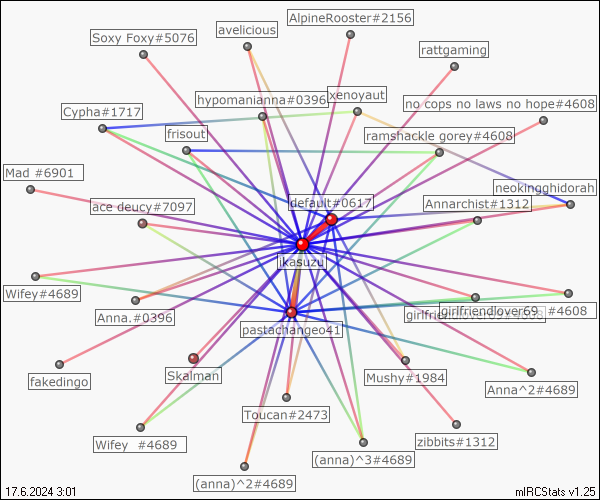 AlpineRooster#2156
avelicious
Soxy Foxy#5076
rattgaming
xenoyaut
hypomanianna#0396
no cops no laws no hope#4608
Cypha#1717
frisout
ramshackle gorey#4608
Mad #6901
neokingghidorah
default#0617
Annarchist#1312
ace deucy#7097
ikasuzu
Wifey#4689
girlfriendlover69 #4608
Anna.#0396
pastachangeo41
fakedingo
Skalman
Mushy#1984
Anna^2#4689
Toucan#2473
Wifey #4689
zibbits#1312
(anna)^3#4689
(anna)^2#4689
17.6.2024 3:01
mIRCStats v1.25